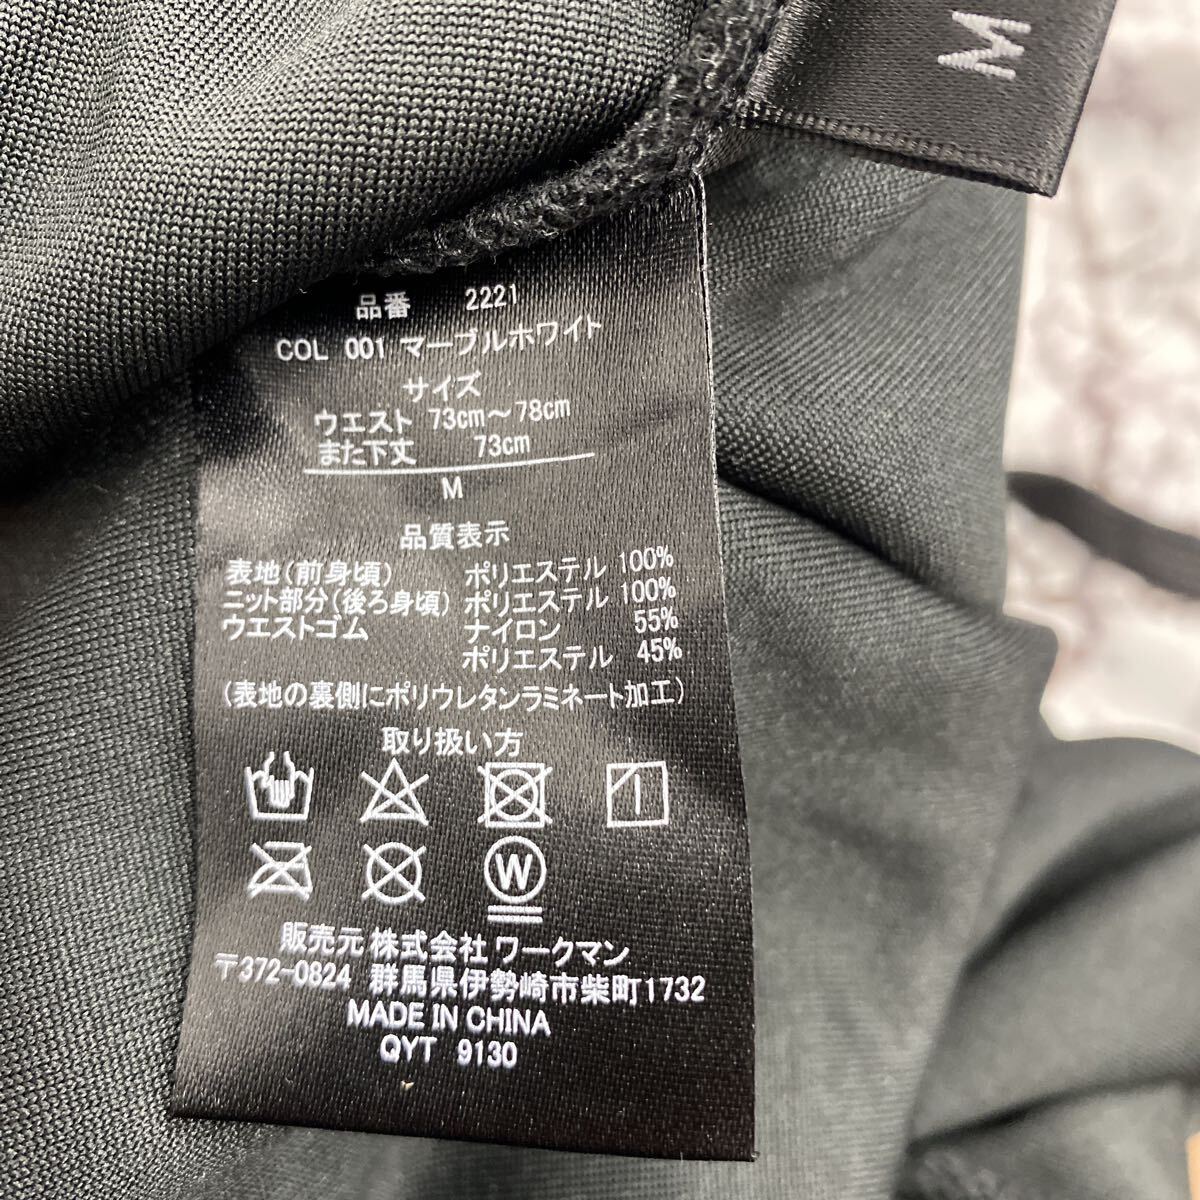 M
品番 2221
COL 001 マーブルホワイト
サイズ
ウエスト 73cm～78cm
また下丈 73cm
M
品質表示
表地(前身頃) ポリエステル 100%
ニット部分(後ろ身頃) ポリエステル 100%
ウエストゴム ナイロン 55%
ポリエステル 45%
(表地の裏側にポリウレタンラミネート加工)
取り扱い方
W
販売元 株式会社 ワークマン
〒372-0824 群馬県伊勢崎市柴町1732
MADE IN CHINA
QYT 9130